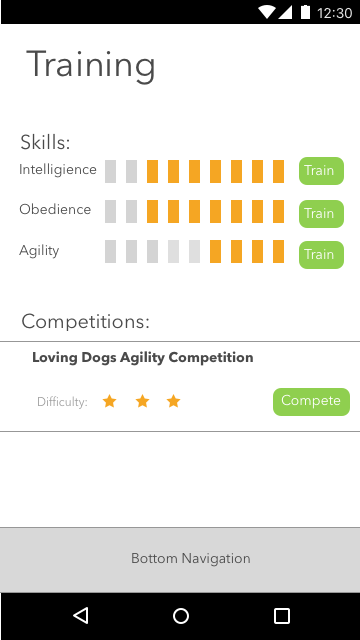 12:30
Training
Skills:
Intelligience
Train
Obedience
Train
Agility
Train
Competitions:
Loving Dogs Agility Competition
Difficulty:
Compete
Bottom Navigation